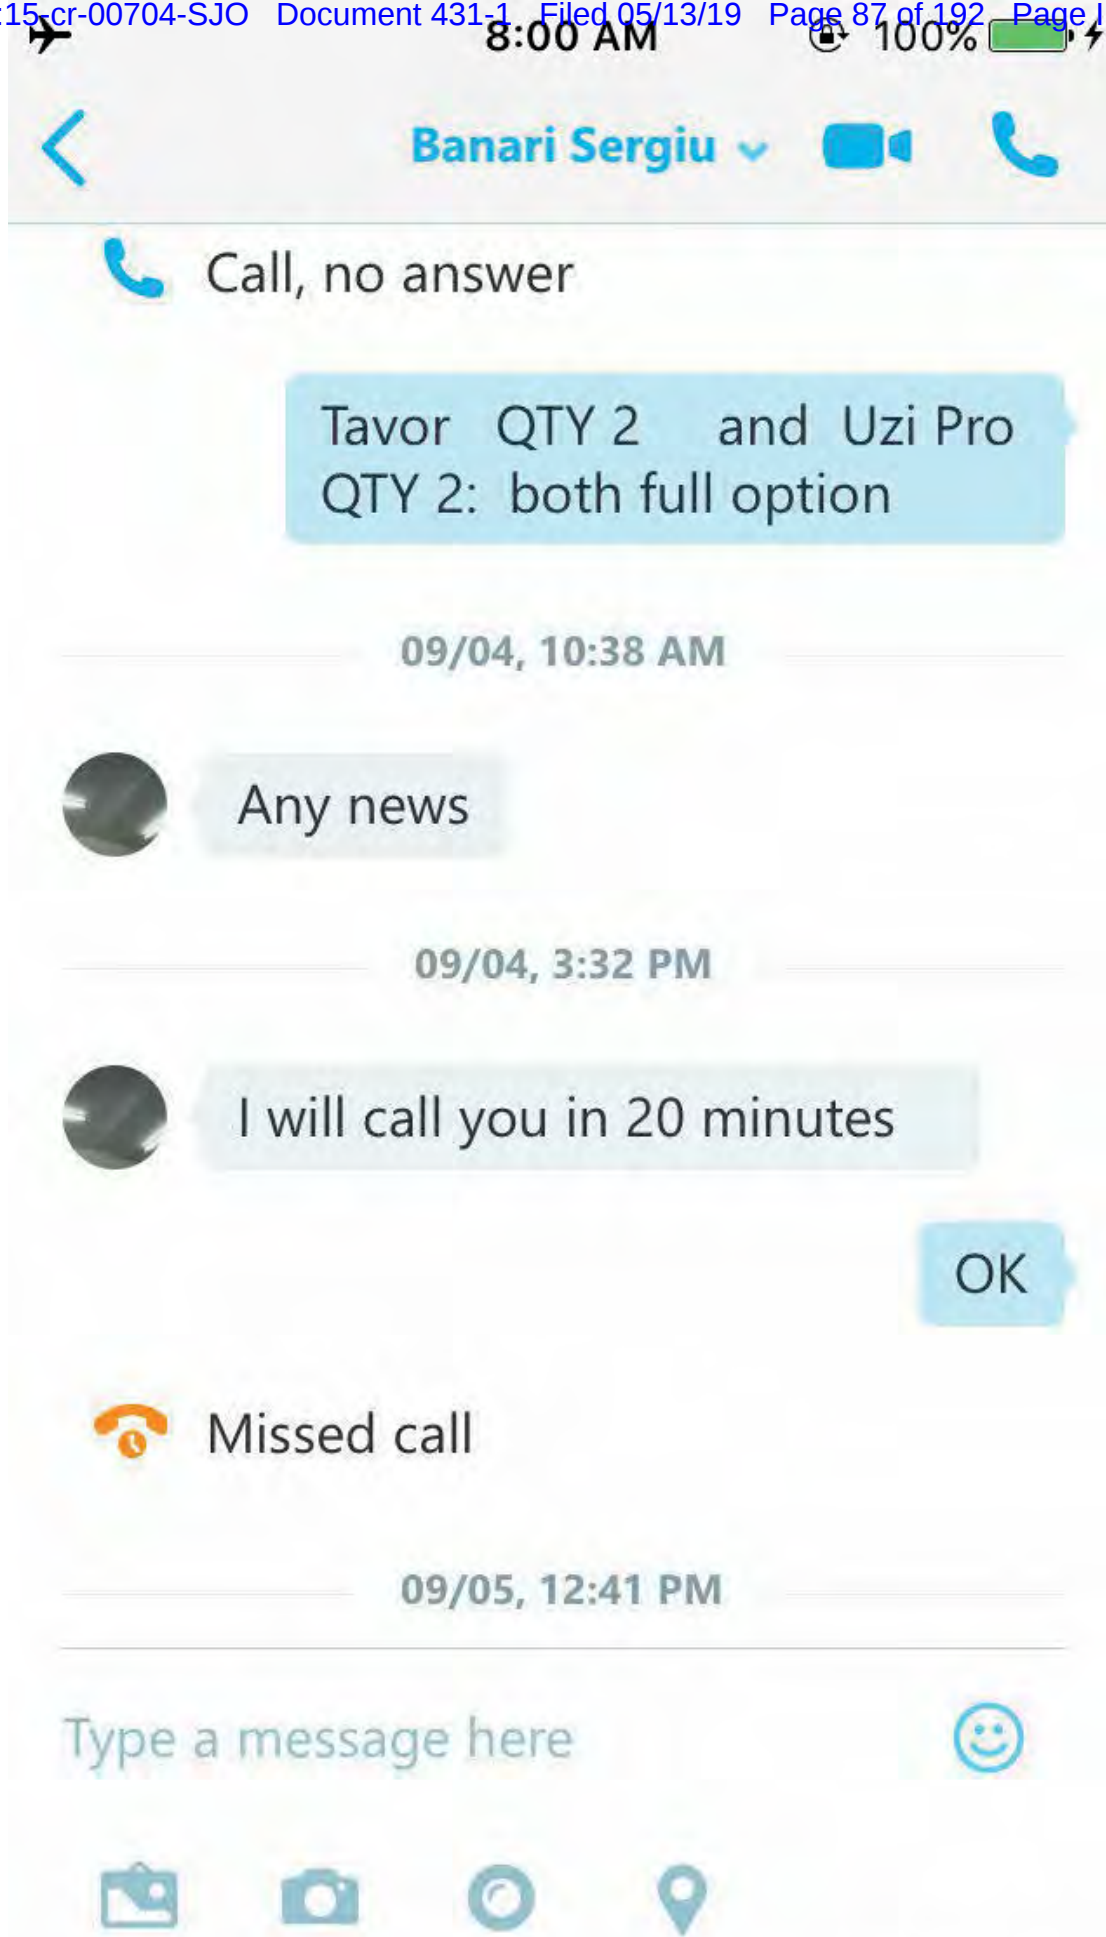 :15-cr-00704-SJO Document 431-1 Filed 05/13/19 Page 87 of 192 Page I
8:00 AM 100%
Banari Sergiu
Call, no answer
Tavor QTY 2 and Uzi Pro
QTY 2: both full option
09/04, 10:38 AM
Any news
09/04, 3:32 PM
I will call you in 20 minutes
OK
Missed call
09/05, 12:41 PM
Type a message here